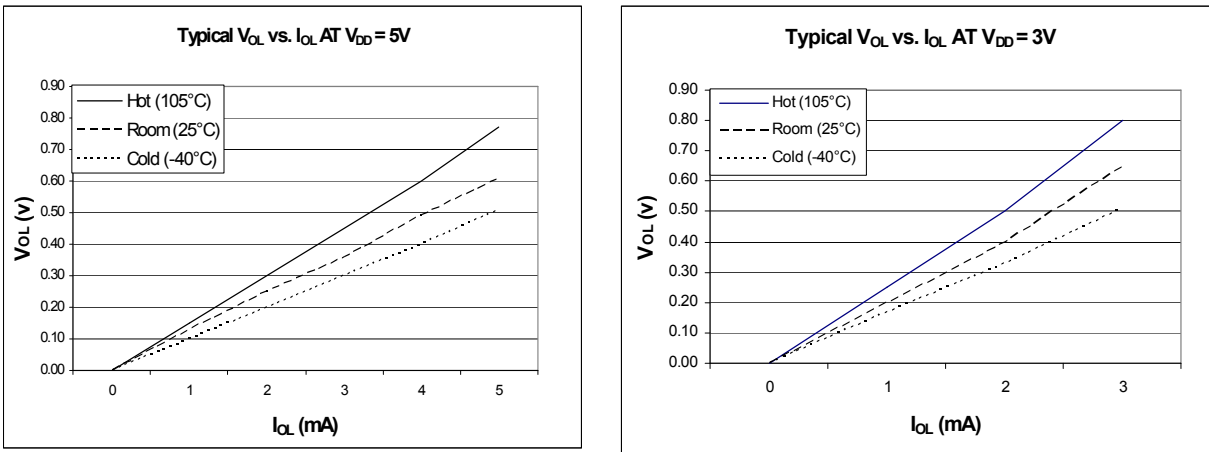 Typical VOL vs. IOL AT VDD = 5V
0.90
0.80
0.70
0.60
0.50
0.40
0.30
0.20
0.10
0.00
VOL (v)
Hot (105°C)
Room (25°C)
Cold (-40°C)
0 1 2 3 4 5
IOL (mA)
Typical VOL vs. IOL AT VDD = 3V
0.90
0.80
0.70
0.60
0.50
0.40
0.30
0.20
0.10
0.00
VOL (v)
Hot (105°C)
Room (25°C)
Cold (-40°C)
0 1 2 3
IOL (mA)